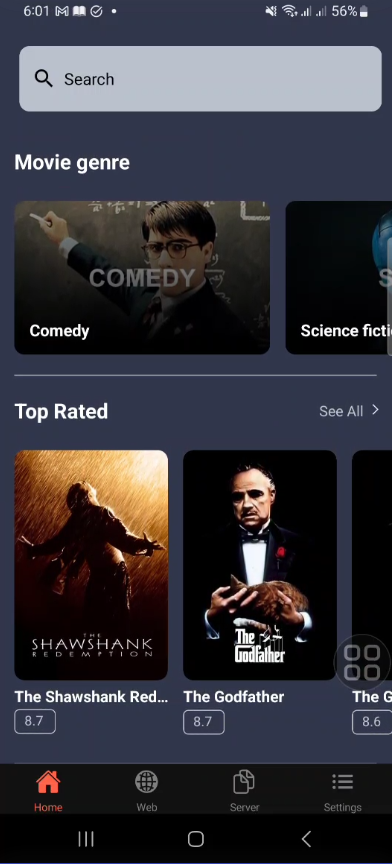 6:01
56%
Search
Movie genre
COMEDY
Comedy
S
Science ficti
Top Rated
See All
THE
SHAWSHANK
REDEMPTION
The
Godfather
The Shawshank Red...
The Godfather
The G
8.7
8.7
8.6
Home
Web
Server
Settings